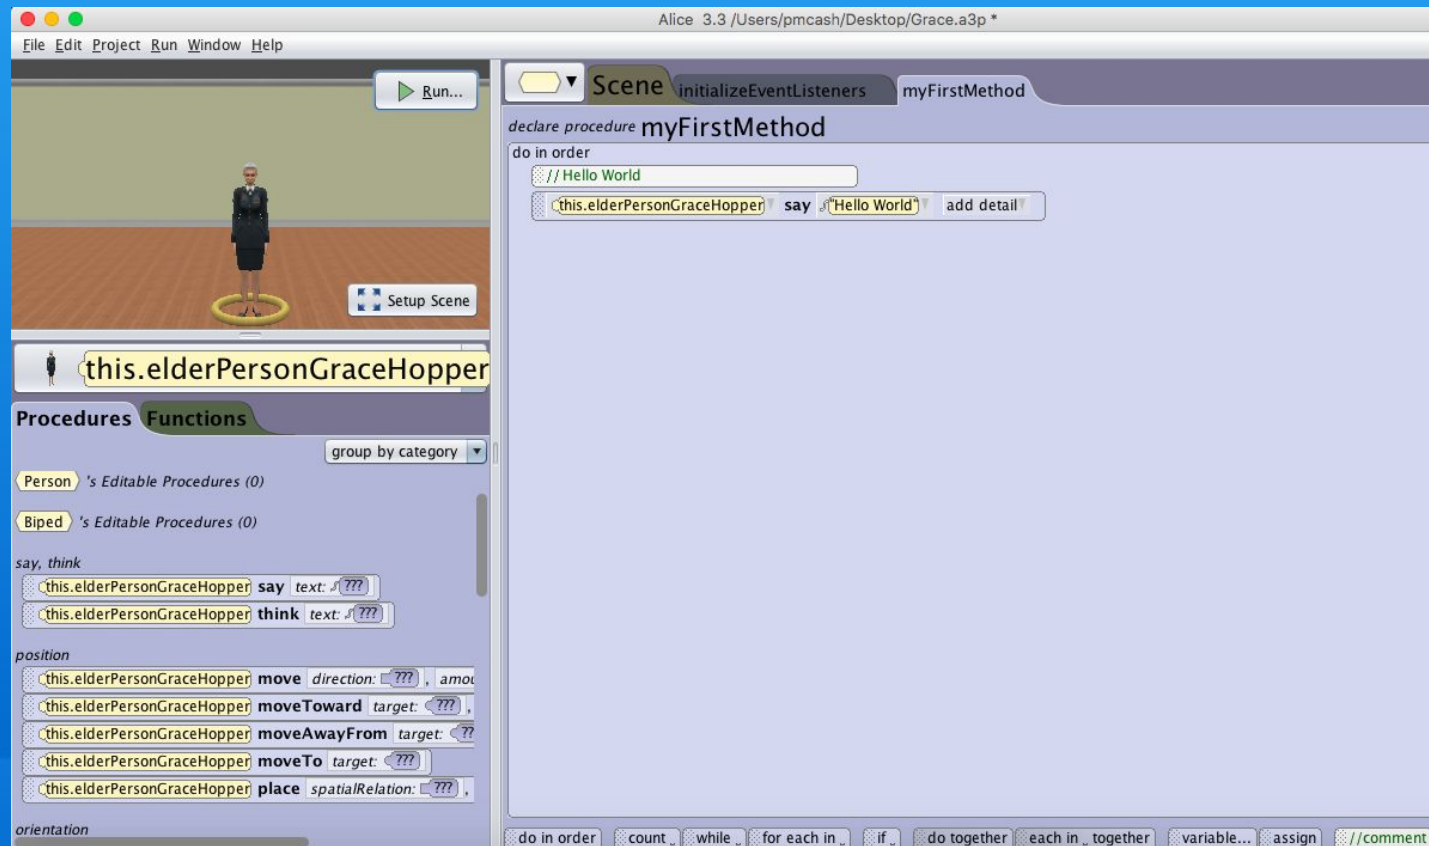 Alice 3.3 /Users/pmcash/Desktop/Grace.a3p *
File Edit Project Run Window Help
Run...
Setup Scene
this.elderPersonGraceHopper
Procedures Functions
group by category
Person 's Editable Procedures (0)
Biped 's Editable Procedures (0)
say, think
this.elderPersonGraceHopper say text: ???
this.elderPersonGraceHopper think text: ???
position
this.elderPersonGraceHopper move direction: ??? , amou
this.elderPersonGraceHopper moveToward target: ??? ,
this.elderPersonGraceHopper moveAwayFrom target: ??
this.elderPersonGraceHopper moveTo target: ???
this.elderPersonGraceHopper place spatialRelation: ??? ,
orientation
Scene initializeEventListeners myFirstMethod
declare procedure myFirstMethod
do in order
// Hello World
this.elderPersonGraceHopper say "Hello World" add detail
do in order count _ while _ for each in _ if _ do together each in _ together variable... assign //comment